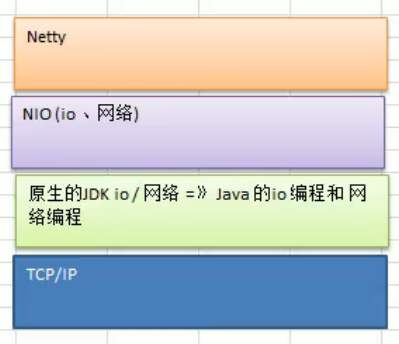 Netty
NIO (io 、网络)
原生的JDK io / 网络 =》 Java 的io 编程和 网
络编程
TCP/IP